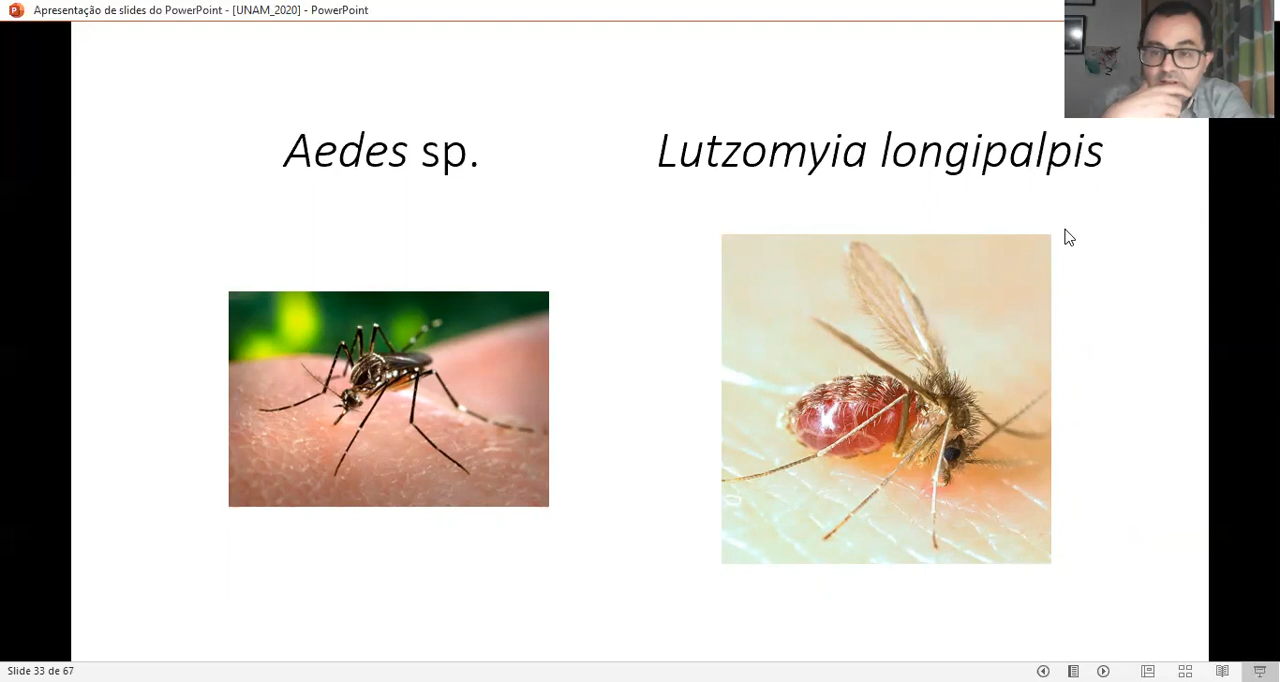 Apresentação de slides do PowerPoint - [UNAM_2020] - PowerPoint
Aedes sp.
Lutzomyia longipalpis
Slide 33 de 67